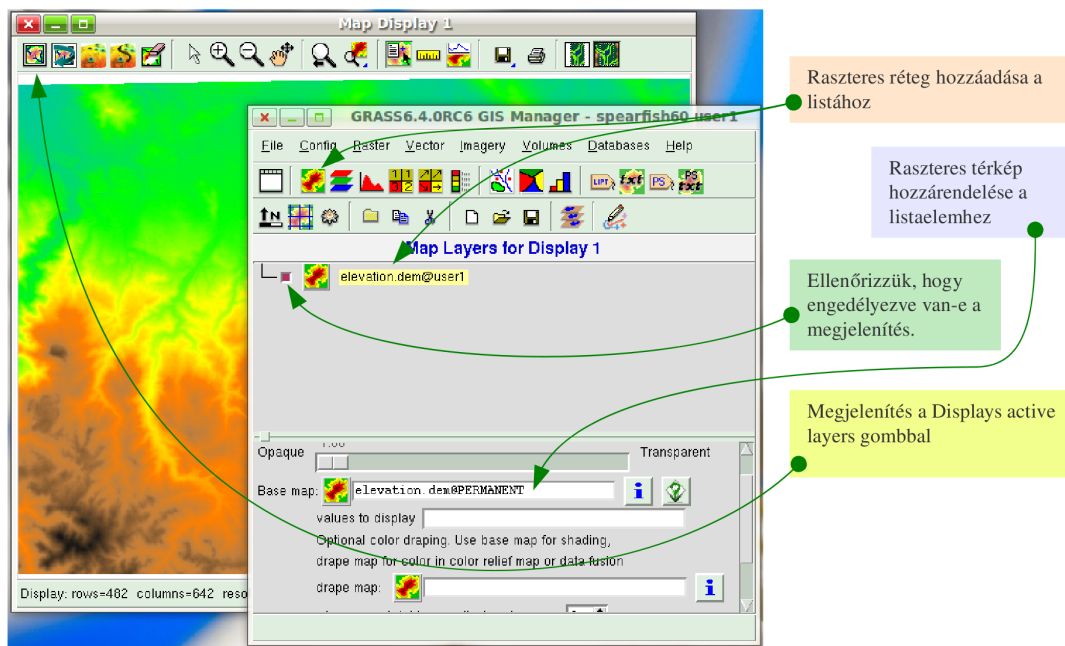 Map Display 1
GRASS6.4.0RC6 GIS Manager - spearfish60 user1
File Config Raster Vector Imagery Volumes Databases Help
Map Layers for Display 1
elevation.dem@user1
Opaque 1.00 Transparent
Base map: elevation.dem@PERMANENT
values to display
Optional color draping. Use base map for shading,
drape map for color in color relief map or data fusion
drape map:
Display: rows=482 columns=642 reso
Raszteres réteg hozzáadása a
listához
Raszteres térkép
hozzárendelése a
listaelemhez
Ellenőrizzük, hogy
engedélyezve van-e a
megjelenítés.
Megjelenítés a Displays active
layers gombbal